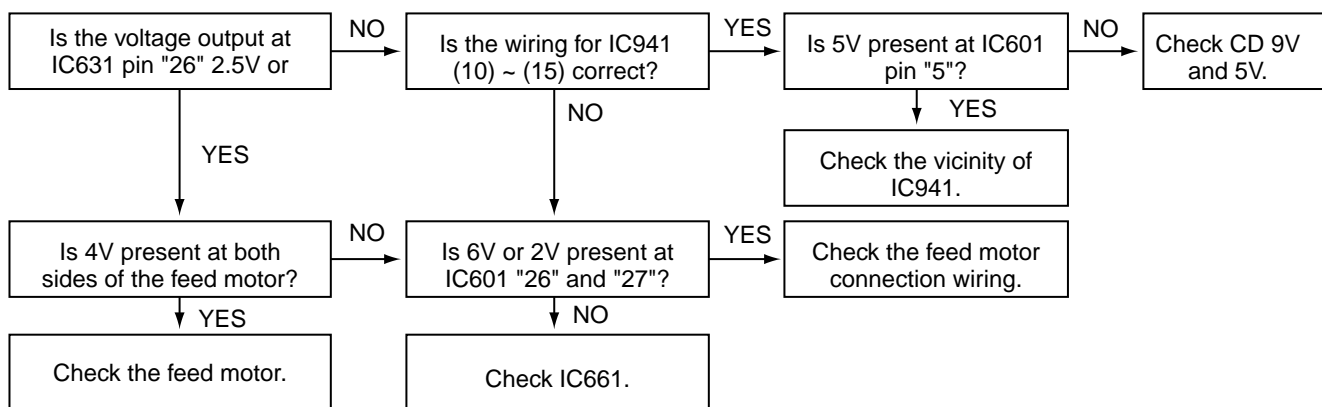 Is the voltage output at
IC631 pin "26" 2.5V or
NO
Is the wiring for IC941
(10) ~ (15) correct?
YES
Is 5V present at IC601
pin "5"?
NO
Check CD 9V
and 5V.
YES
NO
YES
Check the vicinity of
IC941.
Is 4V present at both
sides of the feed motor?
NO
Is 6V or 2V present at
IC601 "26" and "27"?
YES
Check the feed motor
connection wiring.
YES
NO
Check the feed motor.
Check IC661.